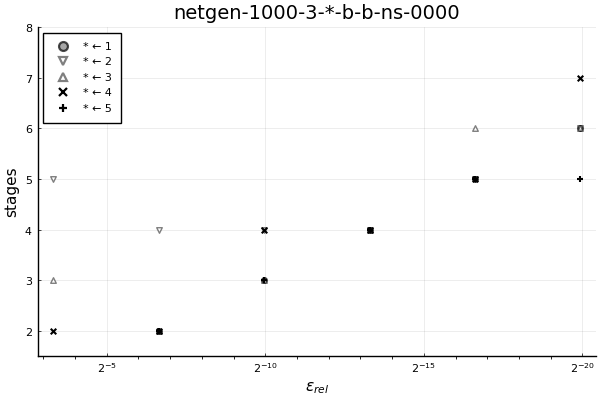 netgen-1000-3-*-b-b-ns-0000
8
7
6
5
4
3
2
stages
* ← 1
* ← 2
* ← 3
* ← 4
* ← 5
2⁻⁵ 2⁻¹⁰ 2⁻¹⁵ 2⁻²⁰
ε_rel